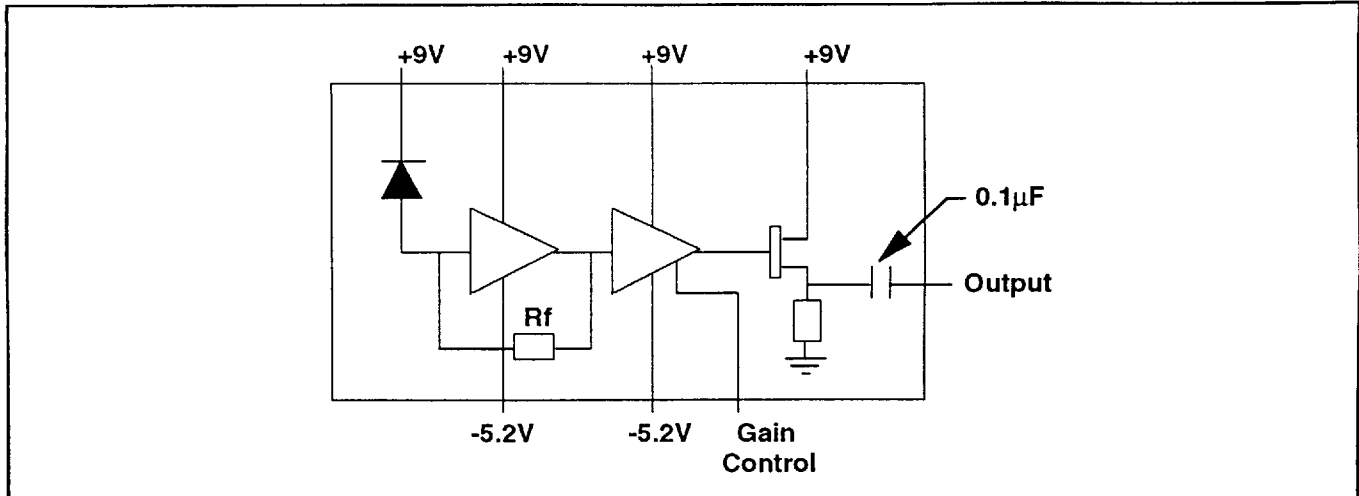 +9V +9V +9V +9V
0.1µF
Output
Rf
-5.2V -5.2V Gain
Control